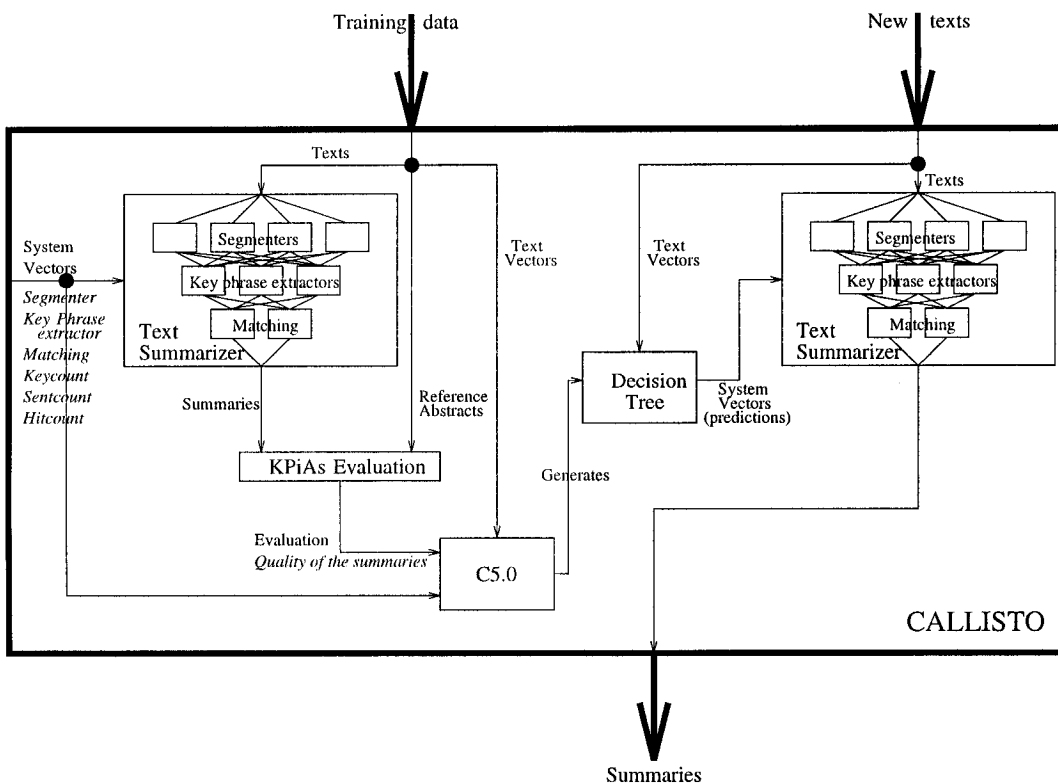 Training data
New texts
Texts
Texts
Segmenters
Segmenters
System
Vectors
Text
Vectors
Text
Vectors
Segmenter
Key Phrase
extractor
Matching
Keycount
Sentcount
Hitcount
Key phrase extractors
Key phrase extractors
Matching
Matching
Text
Summarizer
Text
Summarizer
Decision
Tree
System
Vectors
(predictions)
Summaries
Reference
Abstracts
KPiAs Evaluation
Generates
Evaluation
Quality of the summaries
C5.0
CALLISTO
Summaries